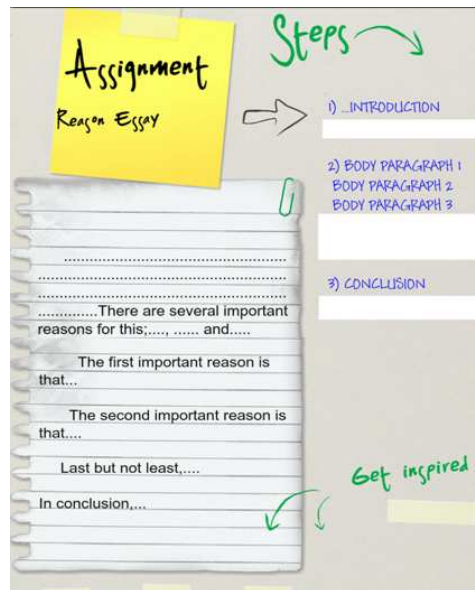 Assignment
Reason Essay
Steps
1) ...INTRODUCTION
2) BODY PARAGRAPH 1
BODY PARAGRAPH 2
BODY PARAGRAPH 3
3) CONCLUSION
........................................................
........................................................
........................................................
..............There are several important
reasons for this;...., ...... and.....
The first important reason is
that...
The second important reason is
that....
Last but not least,....
In conclusion,...
Get inspired